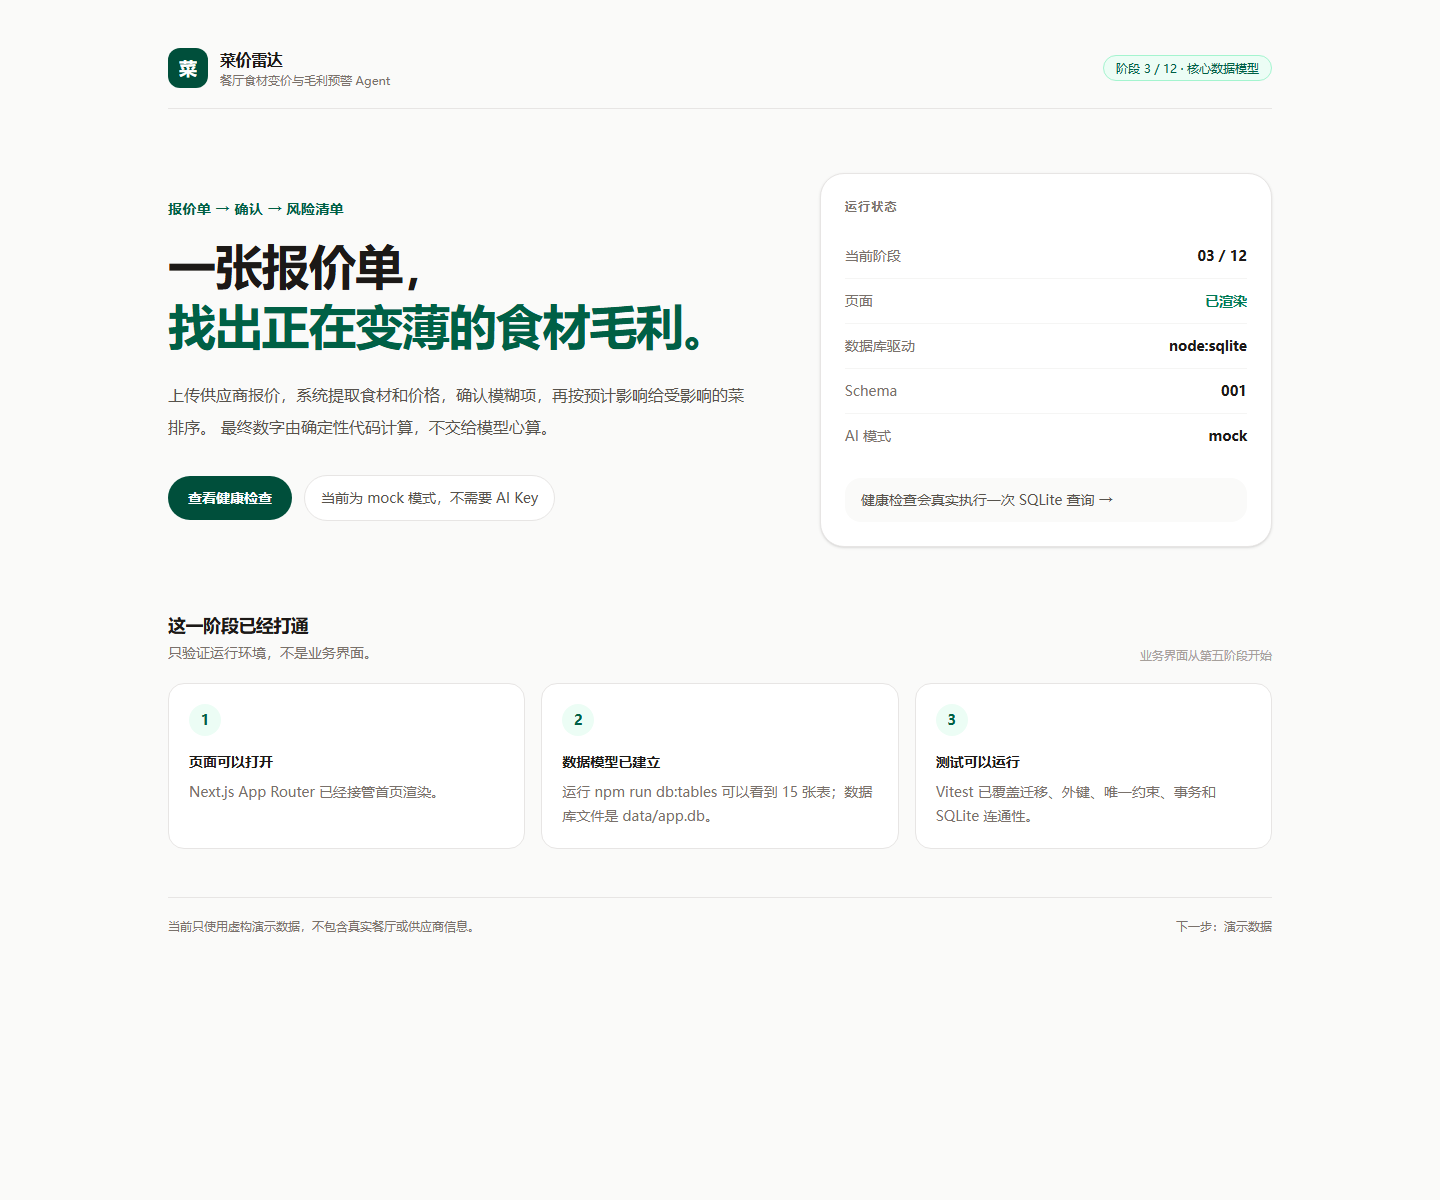 菜
菜价雷达
餐厅食材变价与毛利预警 Agent
阶段 3 / 12 · 核心数据模型
报价单 → 确认 → 风险清单
一张报价单，
找出正在变薄的食材毛利。
上传供应商报价，系统提取食材和价格，确认模糊项，再按预计影响给受影响的菜
排序。 最终数字由确定性代码计算，不交给模型心算。
查看健康检查
当前为 mock 模式，不需要 AI Key
运行状态
当前阶段 03 / 12
页面 已渲染
数据库驱动 node:sqlite
Schema 001
AI 模式 mock
健康检查会真实执行一次 SQLite 查询 →
这一阶段已经打通
只验证运行环境，不是业务界面。
业务界面从第五阶段开始
1
页面可以打开
Next.js App Router 已经接管首页渲染。
2
数据模型已建立
运行 npm run db:tables 可以看到 15 张表；数据
库文件是 data/app.db。
3
测试可以运行
Vitest 已覆盖迁移、外键、唯一约束、事务和
SQLite 连通性。
当前只使用虚构演示数据，不包含真实餐厅或供应商信息。
下一步：演示数据